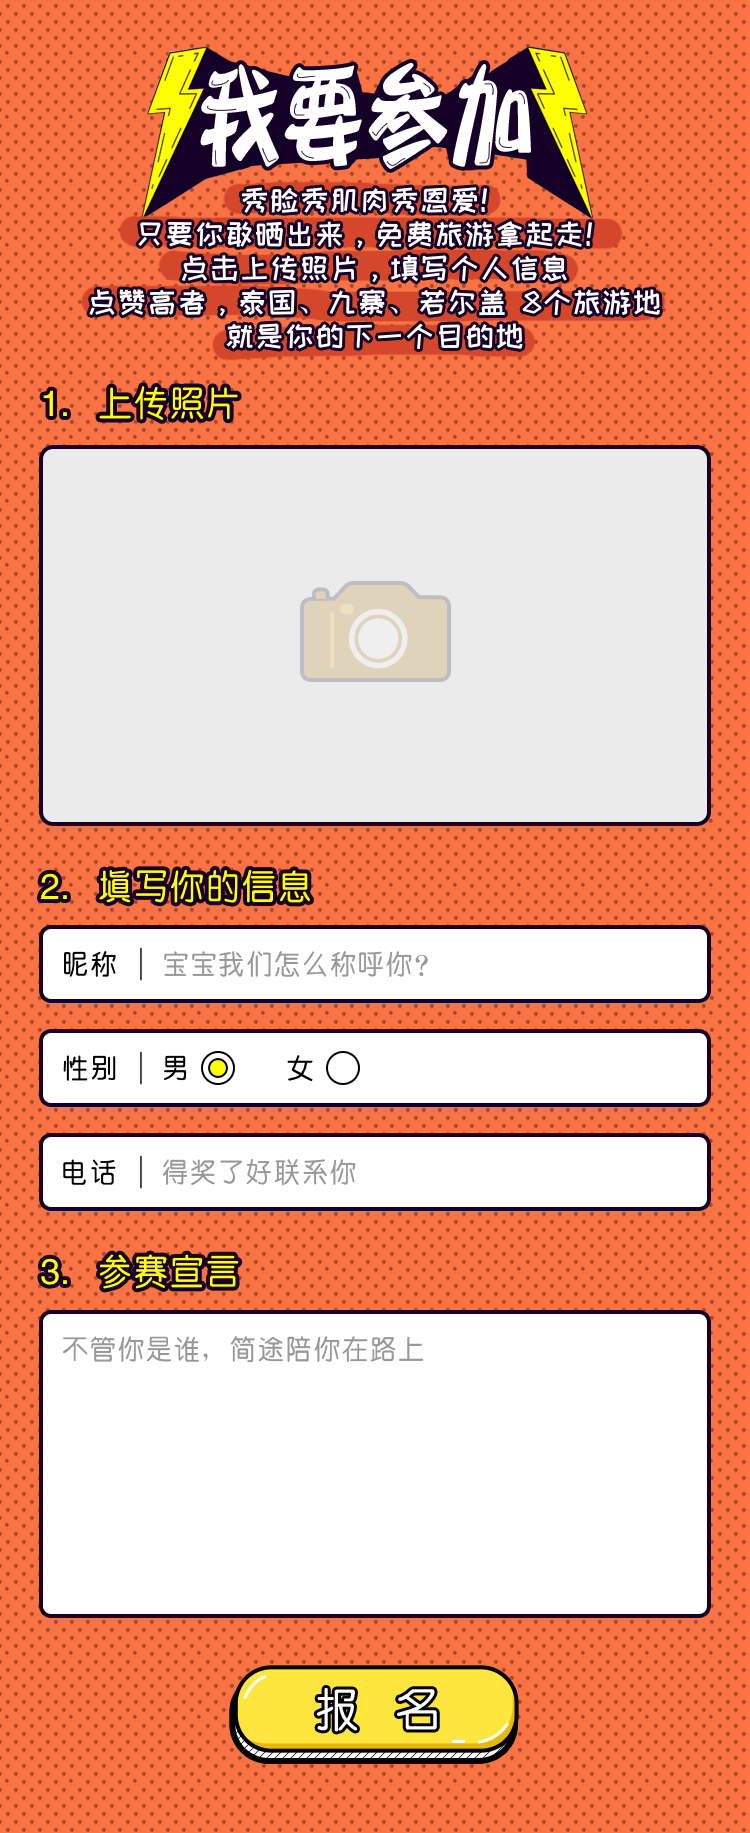 我要参加
秀脸秀肌肉秀恩爱!
只要你敢晒出来，免费旅游拿起走!
点击上传照片，填写个人信息
点赞高者，泰国、九寨、若尔盖 8个旅游地
就是你的下一个目的地
1. 上传照片
2. 填写你的信息
昵称 | 宝宝我们怎么称呼你?
性别 | 男 女
电话 | 得奖了好联系你
3. 参赛宣言
不管你是谁，简途陪你在路上
报 名